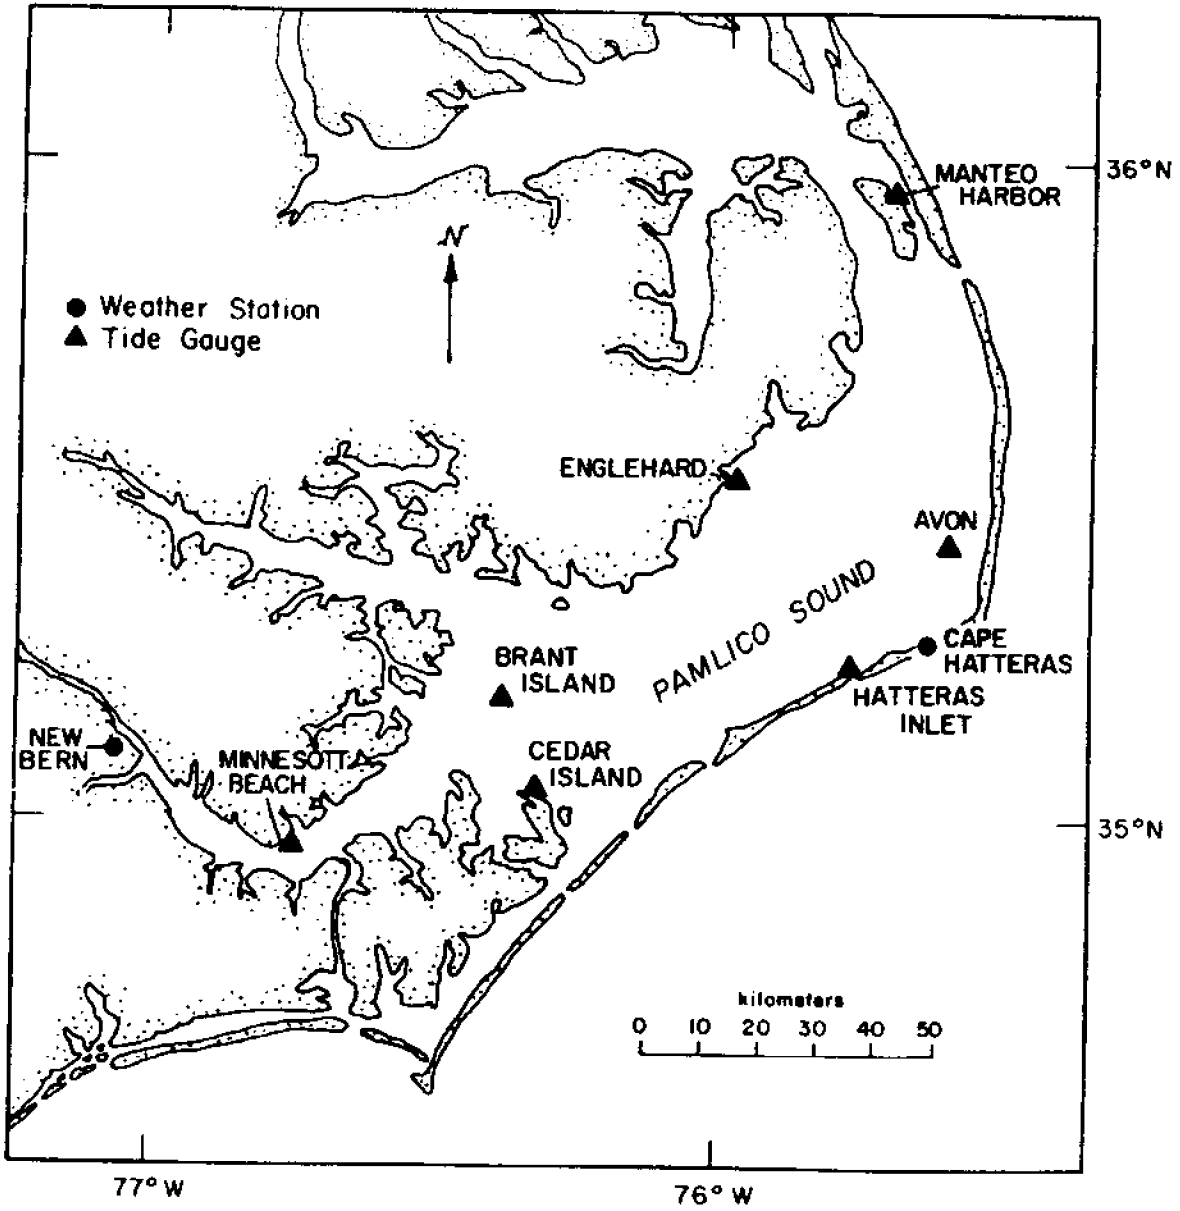 MANTEO
HARBOR
36°N
N
Weather Station
Tide Gauge
ENGLEHARD
AVON
PAMLICO SOUND
CAPE
HATTERAS
BRANT
ISLAND
HATTERAS
INLET
NEW
BERN
MINNESOTTA
BEACH
CEDAR
ISLAND
35°N
kilometers
0 10 20 30 40 50
77°W
76°W